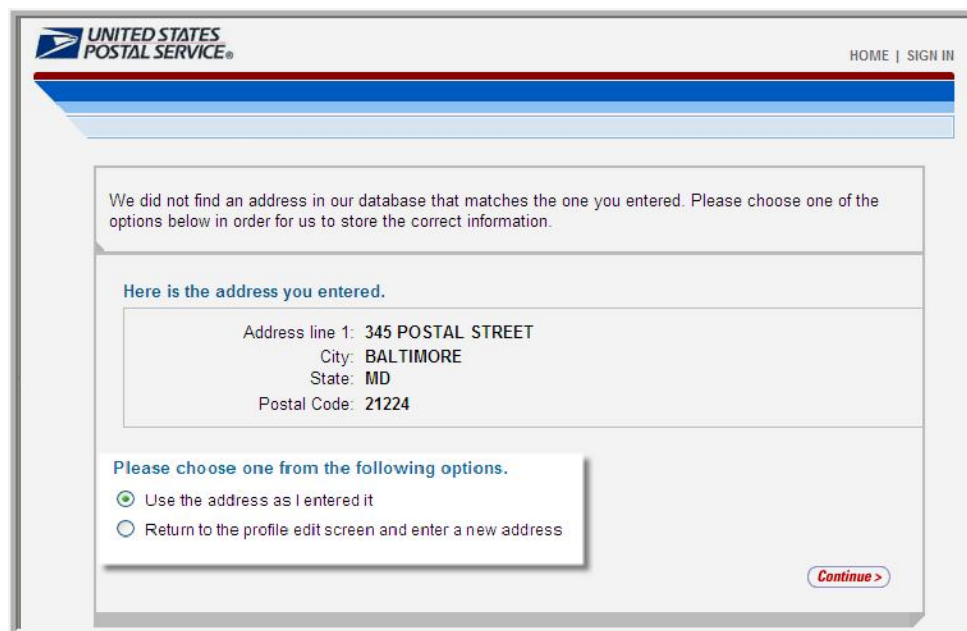 UNITED STATES
POSTAL SERVICE®
HOME | SIGN IN
We did not find an address in our database that matches the one you entered. Please choose one of the
options below in order for us to store the correct information.
Here is the address you entered.
Address line 1: 345 POSTAL STREET
City: BALTIMORE
State: MD
Postal Code: 21224
Please choose one from the following options.
Use the address as I entered it
Return to the profile edit screen and enter a new address
Continue >